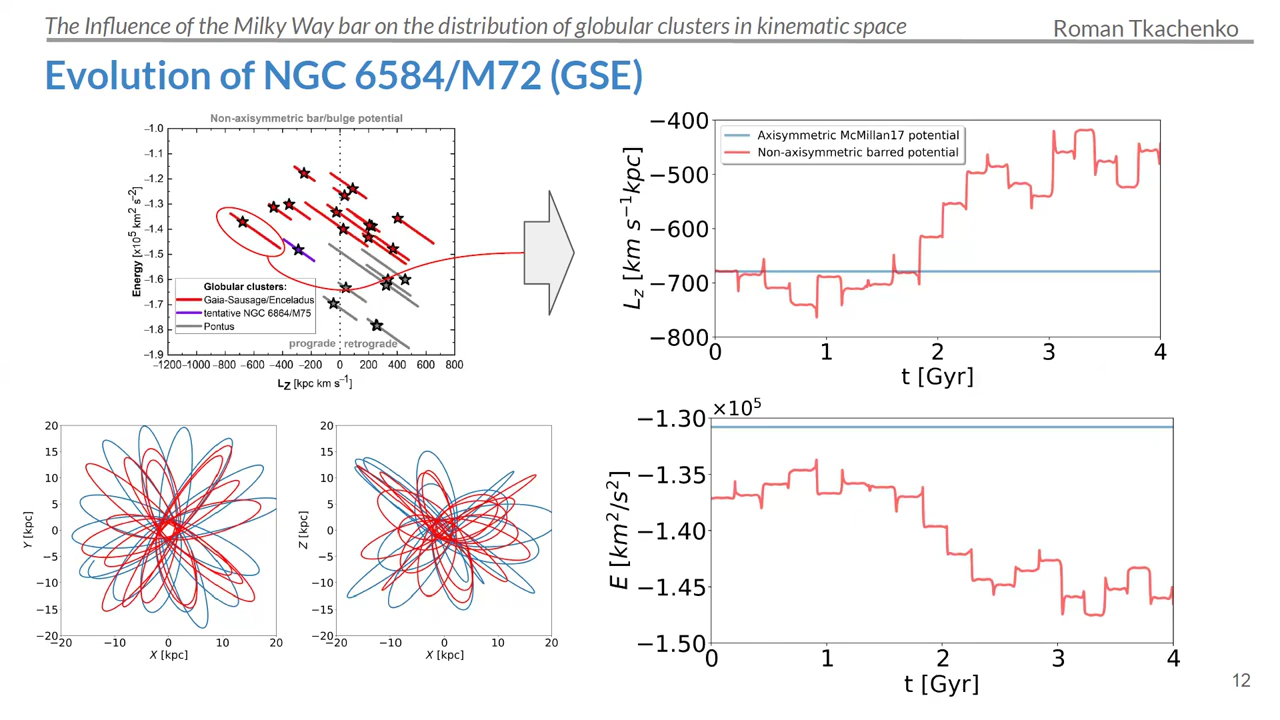 The Influence of the Milky Way bar on the distribution of globular clusters in kinematic space
Roman Tkachenko
Evolution of NGC 6584/M72 (GSE)
Non-axisymmetric bar/bulge potential
−1.0
−1.1
−1.2
−1.3
−1.4
−1.5
−1.6
−1.7
−1.8
−1.9
Energy [x10⁵ km² s⁻²]
Globular clusters:
Gaia-Sausage/Enceladus
tentative NGC 6864/M75
Pontus
prograde
retrograde
−1200 −1000 −800 −600 −400 −200 0 200 400 600 800
L_Z [kpc km s⁻¹]
−400
−500
−600
−700
−800
L_z [km s⁻¹kpc]
Axisymmetric McMillan17 potential
Non-axisymmetric barred potential
0 1 2 3 4
t [Gyr]
20
15
10
5
0
−5
−10
−15
−20
Y [kpc]
−20 −10 0 10 20
X [kpc]
20
15
10
5
0
−5
−10
−15
−20
Z [kpc]
−20 −10 0 10 20
X [kpc]
×10⁵
−1.30
−1.35
−1.40
−1.45
−1.50
E [km²/s²]
0 1 2 3 4
t [Gyr]
12